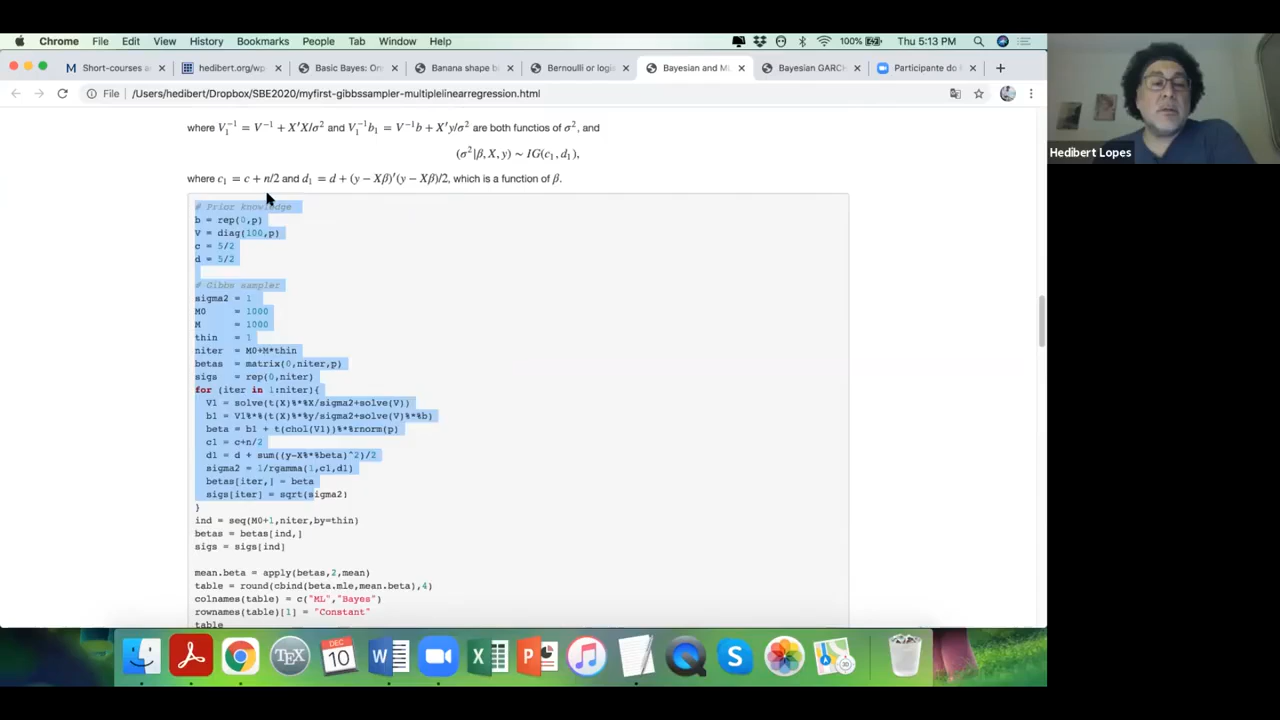 Chrome File Edit View History Bookmarks People Tab Window Help 100% Thu 5:13 PM
Short-courses a hedibert.org/wp Basic Bayes: On Banana shape b Bernoulli or logi Bayesian and ML Bayesian GARCH Participante do
File /Users/hedibert/Dropbox/SBE2020/myfirst-gibbssampler-multiplelinearregression.html
where V₁⁻¹ = V⁻¹ + X′X/σ² and V₁⁻¹b₁ = V⁻¹b + X′y/σ² are both functios of σ², and
(σ²|β, X, y) ∼ IG(c₁, d₁),
where c₁ = c + n/2 and d₁ = d + (y − Xβ)′(y − Xβ)/2, which is a function of β.
# Prior knowledge
b = rep(0,p)
V = diag(100,p)
c = 5/2
d = 5/2
# Gibbs sampler
sigma2 = 1
M0 = 1000
M = 1000
thin = 1
niter = M0+M*thin
betas = matrix(0,niter,p)
sigs = rep(0,niter)
for (iter in 1:niter){
V1 = solve(t(X)%*%X/sigma2+solve(V))
b1 = V1%*%(t(X)%*%y/sigma2+solve(V)%*%b)
beta = b1 + t(chol(V1))%*%rnorm(p)
c1 = c+n/2
d1 = d + sum((y-X%*%beta)^2)/2
sigma2 = 1/rgamma(1,c1,d1)
betas[iter,] = beta
sigs[iter] = sqrt(sigma2)
}
ind = seq(M0+1,niter,by=thin)
betas = betas[ind,]
sigs = sigs[ind]
mean.beta = apply(betas,2,mean)
table = round(cbind(beta.mle,mean.beta),4)
colnames(table) = c("ML","Bayes")
rownames(table)[1] = "Constant"
table
Hedibert Lopes
TEX
DEC
10